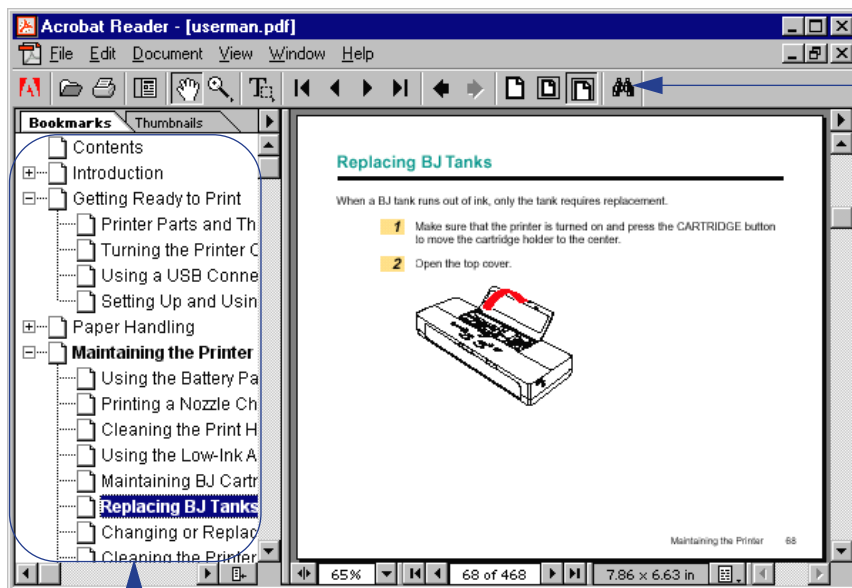 Acrobat Reader - [userman.pdf]
File Edit Document View Window Help
Bookmarks Thumbnails
Contents
Introduction
Getting Ready to Print
Printer Parts and Th
Turning the Printer
Using a USB Conne
Setting Up and Usin
Paper Handling
Maintaining the Printer
Using the Battery Pa
Printing a Nozzle Ch
Cleaning the Print H
Using the Low-Ink A
Maintaining BJ Cartr
Replacing BJ Tanks
Changing or Replac
Cleaning the Printer
Replacing BJ Tanks
When a BJ tank runs out of ink, only the tank requires replacement.
1 Make sure that the printer is turned on and press the CARTRIDGE button
to move the cartridge holder to the center.
2 Open the top cover.
Maintaining the Printer 68
65% 68 of 468 7.86 x 6.63 in